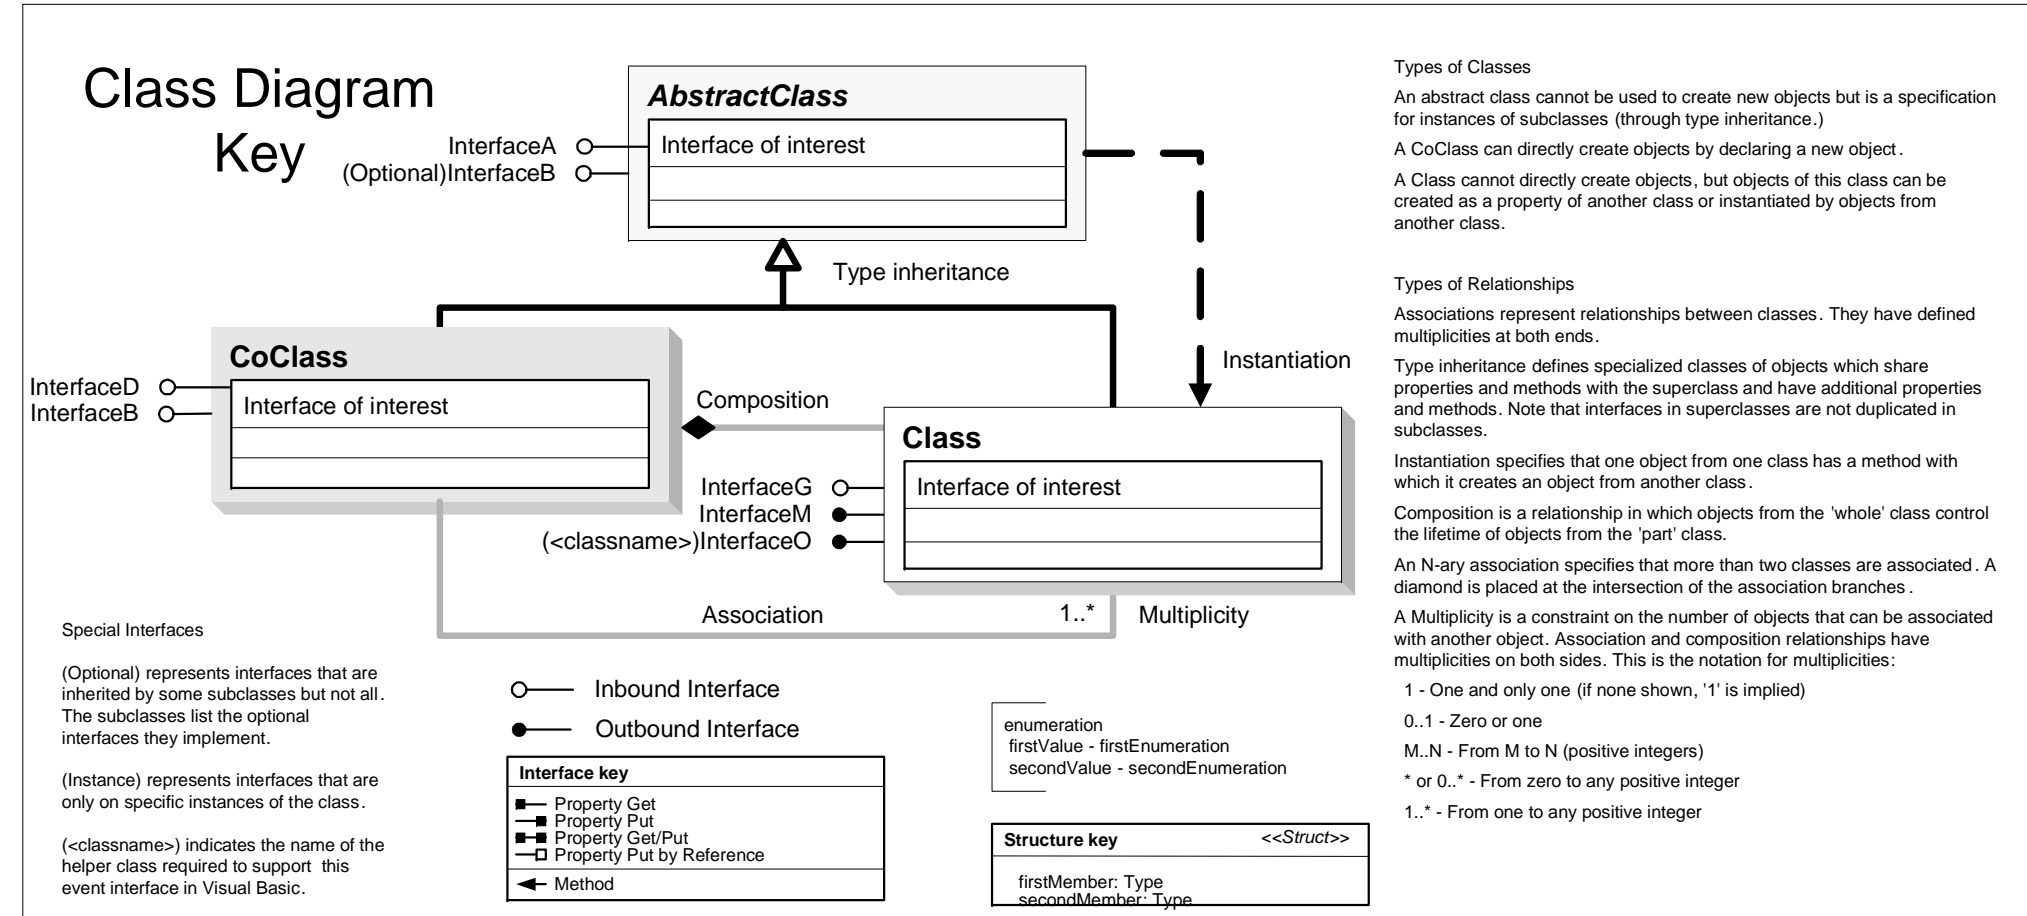 Class Diagram
Key
AbstractClass
Interface of interest
InterfaceA
(Optional)InterfaceB
Type inheritance
Instantiation
CoClass
Interface of interest
InterfaceD
InterfaceB
Composition
Class
Interface of interest
InterfaceG
InterfaceM
(<classname>)InterfaceO
Association
1..*
Multiplicity
Special Interfaces
(Optional) represents interfaces that are
inherited by some subclasses but not all.
The subclasses list the optional
interfaces they implement.
(Instance) represents interfaces that are
only on specific instances of the class.
(<classname>) indicates the name of the
helper class required to support this
event interface in Visual Basic.
Inbound Interface
Outbound Interface
Interface key
Property Get
Property Put
Property Get/Put
Property Put by Reference
Method
enumeration
firstValue - firstEnumeration
secondValue - secondEnumeration
Structure key <<Struct>>
firstMember: Type
secondMember: Type
Types of Classes
An abstract class cannot be used to create new objects but is a specification
for instances of subclasses (through type inheritance.)
A CoClass can directly create objects by declaring a new object.
A Class cannot directly create objects, but objects of this class can be
created as a property of another class or instantiated by objects from
another class.
Types of Relationships
Associations represent relationships between classes. They have defined
multiplicities at both ends.
Type inheritance defines specialized classes of objects which share
properties and methods with the superclass and have additional properties
and methods. Note that interfaces in superclasses are not duplicated in
subclasses.
Instantiation specifies that one object from one class has a method with
which it creates an object from another class.
Composition is a relationship in which objects from the 'whole' class control
the lifetime of objects from the 'part' class.
An N-ary association specifies that more than two classes are associated. A
diamond is placed at the intersection of the association branches.
A Multiplicity is a constraint on the number of objects that can be associated
with another object. Association and composition relationships have
multiplicities on both sides. This is the notation for multiplicities:
1 - One and only one (if none shown, '1' is implied)
0..1 - Zero or one
M..N - From M to N (positive integers)
* or 0..* - From zero to any positive integer
1..* - From one to any positive integer